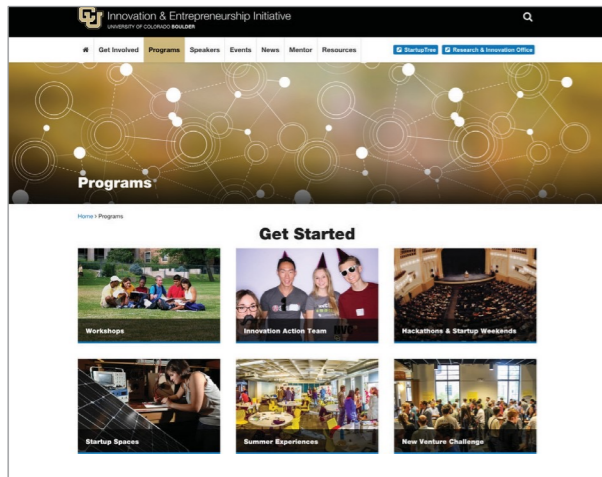 CU
Innovation & Entrepreneurship Initiative
UNIVERSITY OF COLORADO BOULDER
Get Involved
Programs
Speakers
Events
News
Mentor
Resources
StartupTree
Research & Innovation Office
Programs
Home > Programs
Get Started
Workshops
Innovation Action Team
NVC
Hackathons & Startup Weekends
Startup Spaces
Summer Experiences
New Venture Challenge